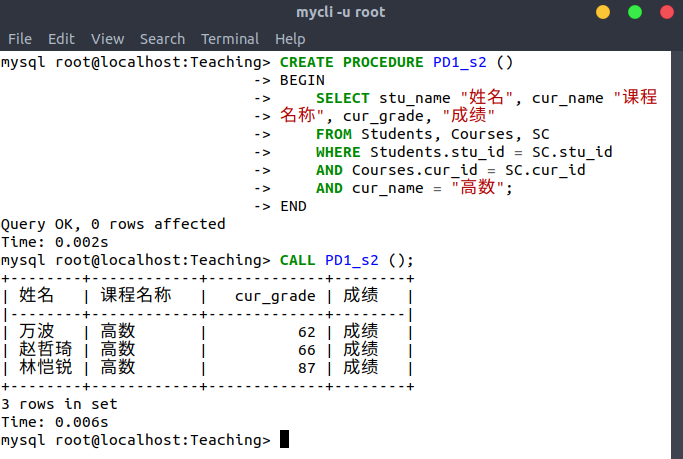 mycli -u root
File Edit View Search Terminal Help
mysql root@localhost:Teaching> CREATE PROCEDURE PD1_s2 ()
-> BEGIN
->     SELECT stu_name "姓名", cur_name "课程
-> 名称", cur_grade, "成绩"
->     FROM Students, Courses, SC
->     WHERE Students.stu_id = SC.stu_id
->     AND Courses.cur_id = SC.cur_id
->     AND cur_name = "高数";
-> END
Query OK, 0 rows affected
Time: 0.002s
mysql root@localhost:Teaching> CALL PD1_s2 ();
+--------+------------+-------------+--------+
| 姓名   | 课程名称   |   cur_grade | 成绩   |
|--------+------------+-------------+--------|
| 万波   | 高数       |          62 | 成绩   |
| 赵哲琦 | 高数       |          66 | 成绩   |
| 林恺锐 | 高数       |          87 | 成绩   |
+--------+------------+-------------+--------+
3 rows in set
Time: 0.006s
mysql root@localhost:Teaching>